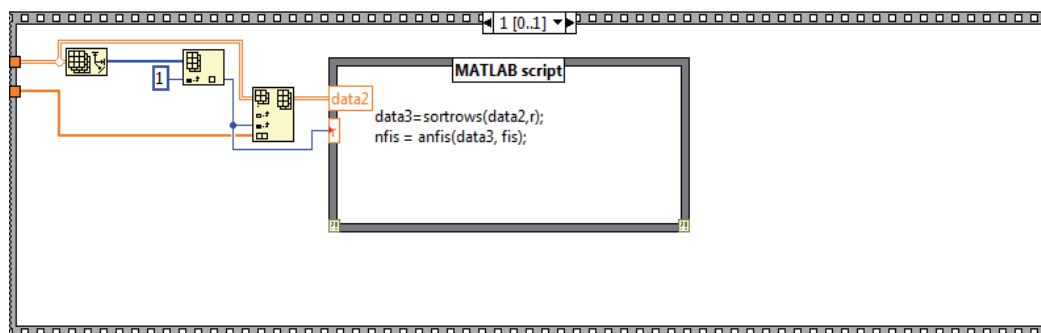 1 [0..1]
MATLAB script
1
data2
data3=sortrows(data2,r);
r
nfis = anfis(data3, fis);
?!
?!